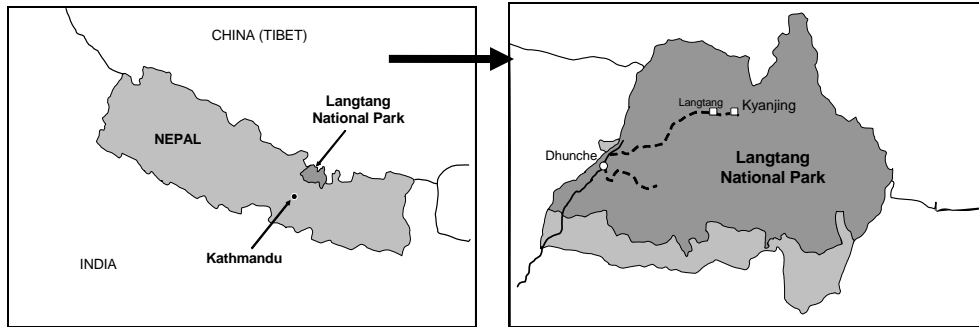 CHINA (TIBET)
Langtang
National Park
NEPAL
Kathmandu
INDIA
Langtang
Kyanjing
Dhunche
Langtang
National Park